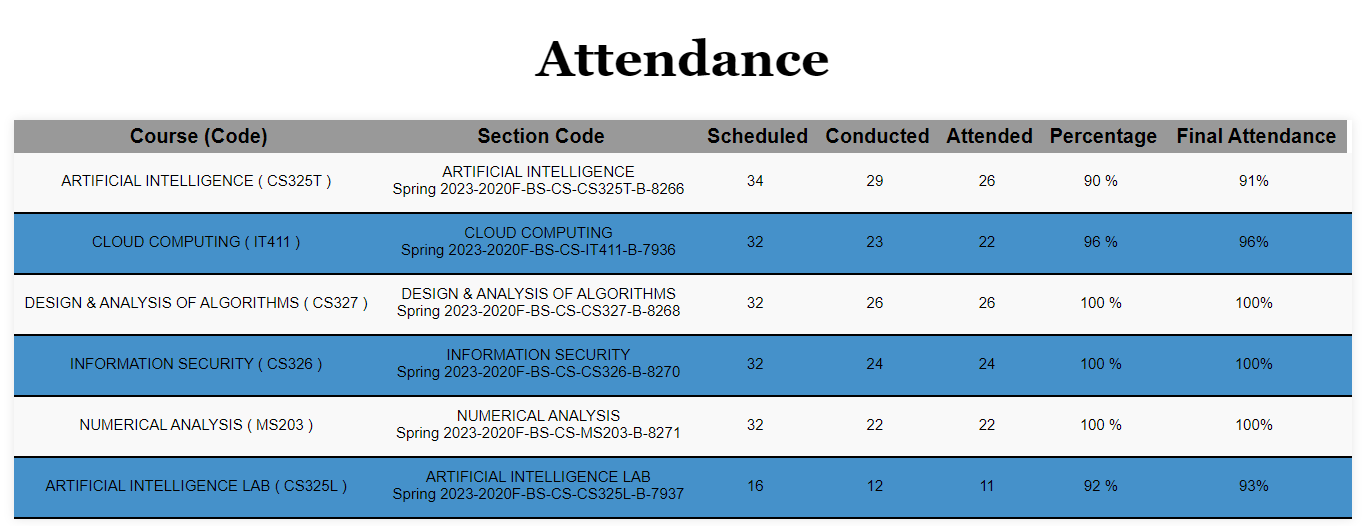 Attendance
Course (Code) Section Code Scheduled Conducted Attended Percentage Final Attendance
ARTIFICIAL INTELLIGENCE ( CS325T ) ARTIFICIAL INTELLIGENCE 34 29 26 90 % 91%
Spring 2023-2020F-BS-CS-CS325T-B-8266
CLOUD COMPUTING ( IT411 ) CLOUD COMPUTING 32 23 22 96 % 96%
Spring 2023-2020F-BS-CS-IT411-B-7936
DESIGN & ANALYSIS OF ALGORITHMS ( CS327 ) DESIGN & ANALYSIS OF ALGORITHMS 32 26 26 100 % 100%
Spring 2023-2020F-BS-CS-CS327-B-8268
INFORMATION SECURITY ( CS326 ) INFORMATION SECURITY 32 24 24 100 % 100%
Spring 2023-2020F-BS-CS-CS326-B-8270
NUMERICAL ANALYSIS ( MS203 ) NUMERICAL ANALYSIS 32 22 22 100 % 100%
Spring 2023-2020F-BS-CS-MS203-B-8271
ARTIFICIAL INTELLIGENCE LAB ( CS325L ) ARTIFICIAL INTELLIGENCE LAB 16 12 11 92 % 93%
Spring 2023-2020F-BS-CS-CS325L-B-7937